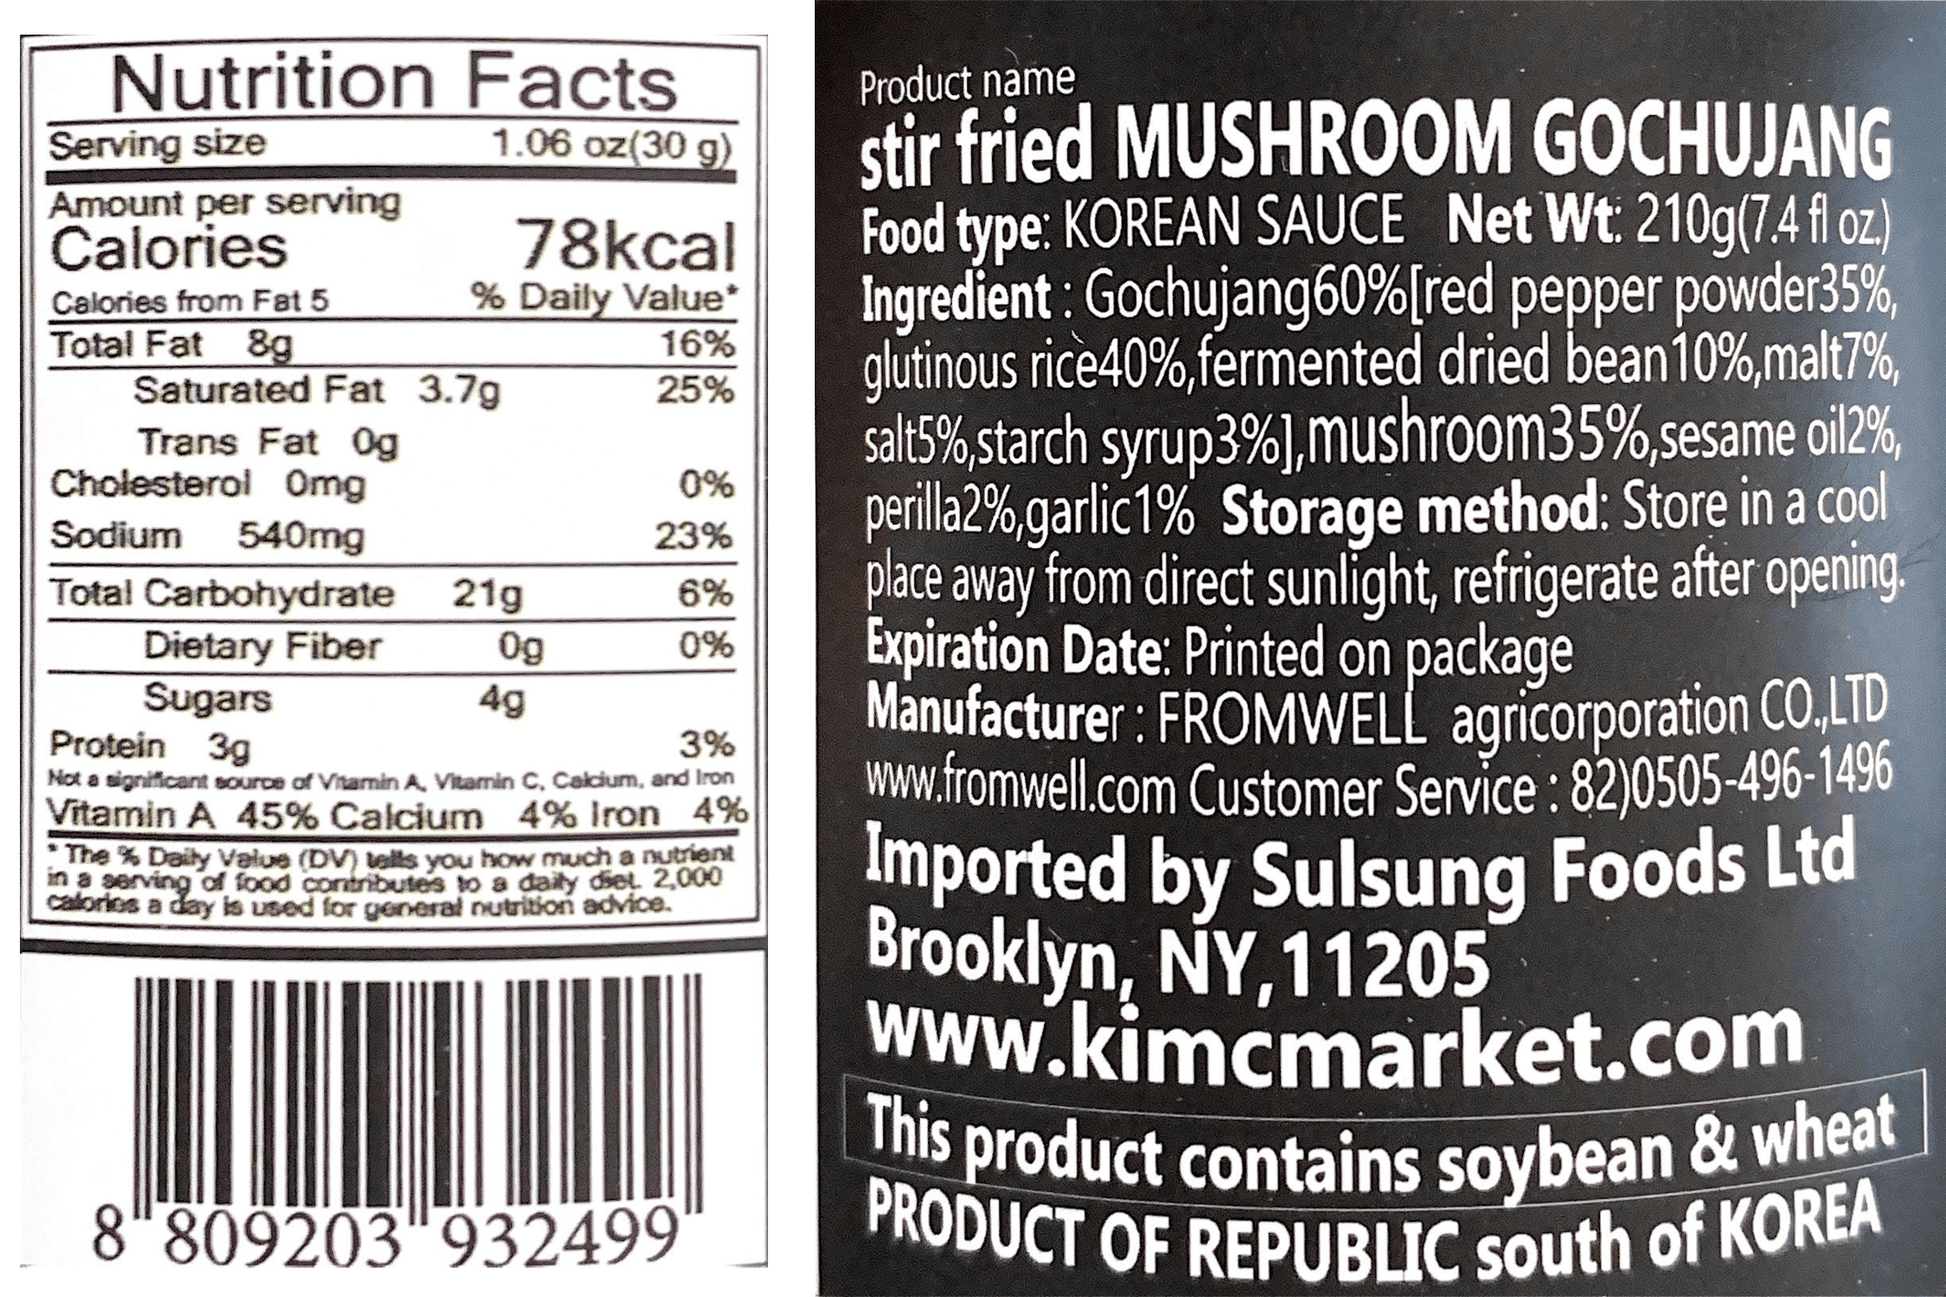 Nutrition Facts
Serving size 1.06 oz(30 g)
Amount per serving
Calories 78kcal
Calories from Fat 5 % Daily Value*
Total Fat 8g 16%
Saturated Fat 3.7g 25%
Trans Fat 0g
Cholesterol 0mg 0%
Sodium 540mg 23%
Total Carbohydrate 21g 6%
Dietary Fiber 0g 0%
Sugars 4g
Protein 3g 3%
Not a significant source of Vitamin A, Vitamin C, Calcium, and Iron
Vitamin A 45% Calcium 4% Iron 4%
* The % Daily Value (DV) tells you how much a nutrient
in a serving of food contributes to a daily diet. 2,000
calories a day is used for general nutrition advice.
8 809203 932499
Product name
stir fried MUSHROOM GOCHUJANG
Food type: KOREAN SAUCE Net Wt: 210g(7.4 fl oz.)
Ingredient : Gochujang60%[red pepper powder35%,
glutinous rice40%,fermented dried bean10%,malt7%,
salt5%,starch syrup3%],mushroom35%,sesame oil2%,
perilla2%,garlic1% Storage method: Store in a cool
place away from direct sunlight, refrigerate after opening.
Expiration Date: Printed on package
Manufacturer : FROMWELL agricorporation CO.,LTD
www.fromwell.com Customer Service : 82)0505-496-1496
Imported by Sulsung Foods Ltd
Brooklyn, NY,11205
www.kimcmarket.com
This product contains soybean & wheat
PRODUCT OF REPUBLIC south of KOREA